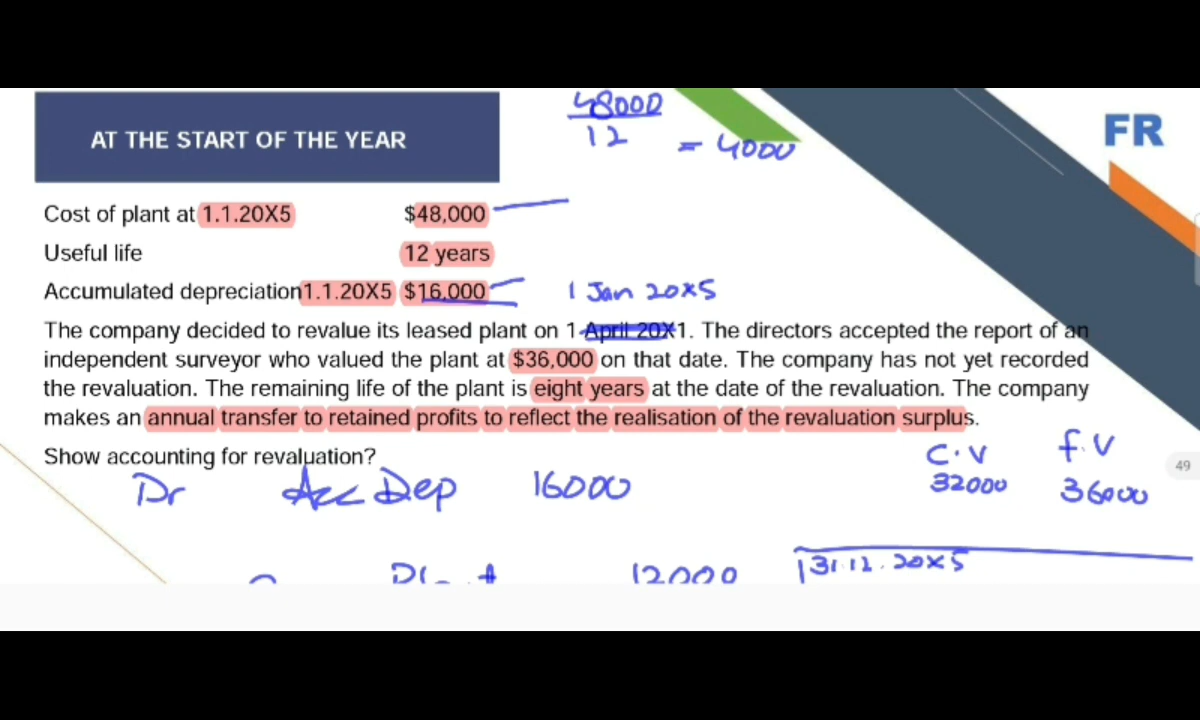 48000
AT THE START OF THE YEAR
12 = 4000
FR
Cost of plant at 1.1.20X5 $48,000
Useful life 12 years
Accumulated depreciation1.1.20X5 $16,000 1 Jan 20X5
The company decided to revalue its leased plant on 1 April 20X1. The directors accepted the report of an
independent surveyor who valued the plant at $36,000 on that date. The company has not yet recorded
the revaluation. The remaining life of the plant is eight years at the date of the revaluation. The company
makes an annual transfer to retained profits to reflect the realisation of the revaluation surplus.
Show accounting for revaluation?
C.V f.V
49
Dr Acc Dep 16000 32000 36000
31.12.20X5
12000